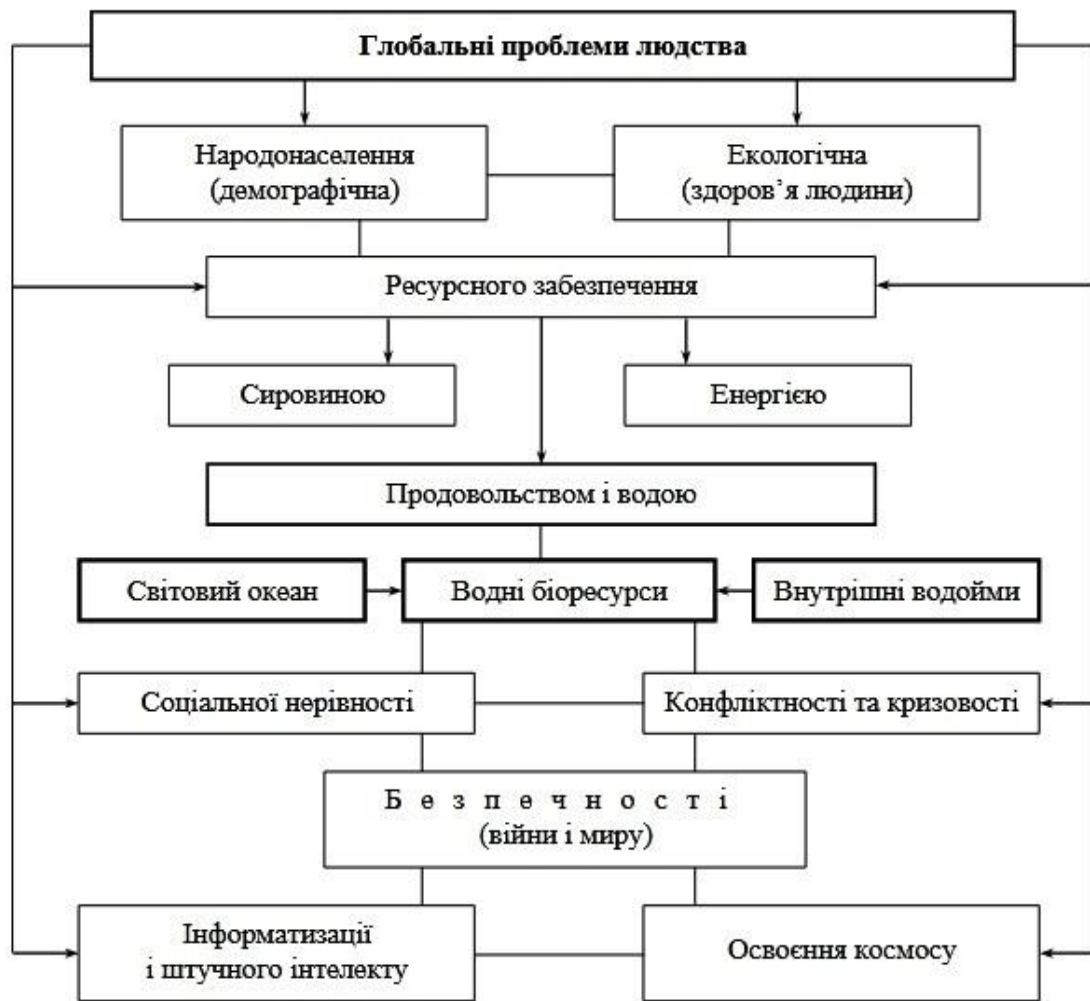 Глобальні проблеми людства
Народонаселення
(демографічна)
Екологічна
(здоров’я людини)
Ресурсного забезпечення
Сировиною
Енергією
Продовольством і водою
Світовий океан
Водні біоресурси
Внутрішні водойми
Соціальної нерівності
Конфліктності та кризовості
Безпечності
(війни і миру)
Інформатизації
і штучного інтелекту
Освоєння космосу